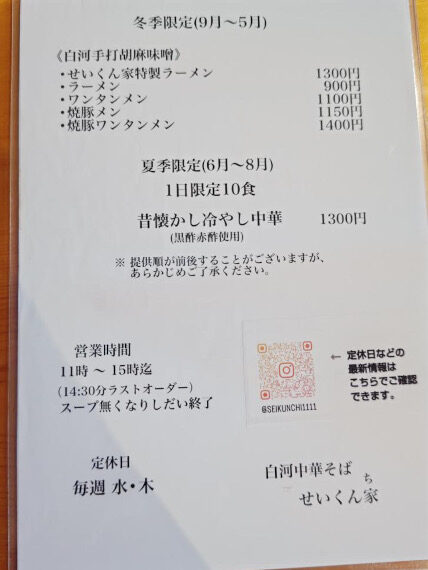 冬季限定(9月〜5月)
《白河手打胡麻味噌》
・せいくん家特製ラーメン 1300円
・ラーメン 900円
・ワンタンメン 1100円
・焼豚メン 1150円
・焼豚ワンタンメン 1400円
夏季限定(6月〜8月)
1日限定10食
昔懐かし冷やし中華 1300円
(黒酢赤酢使用)
※ 提供順が前後することがございますが、
あらかじめご了承ください。
営業時間
11時 〜 15時迄
(14:30分ラストオーダー)
スープ無くなりしだい終了
@SEIKUNCHI1111
← 定休日などの
最新情報は
こちらでご確認
できます。
定休日
毎週 水・木
白河中華そば
ち
せいくん家